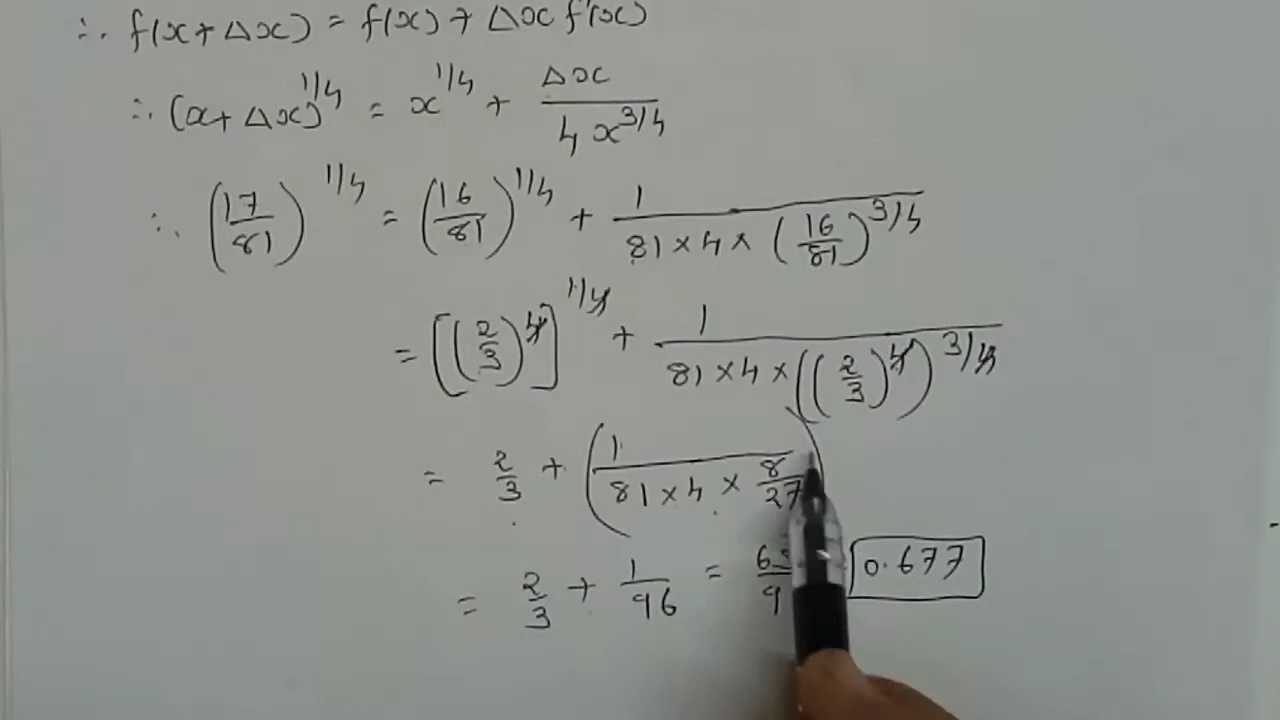 ∴ f(x+Δx) = f(x) + Δx f'(x)
∴ (x+Δx)^1/4 = x^1/4 + Δx / 4x^3/4
∴ (17/81)^1/4 = (16/81)^1/4 + 1 / 81×4×(16/81)^3/4
= [(2/3)^4]^1/4 + 1 / 81×4×((2/3)^4)^3/4
= 2/3 + (1 / 81×4×8/27)
= 2/3 + 1/96 = 0.677